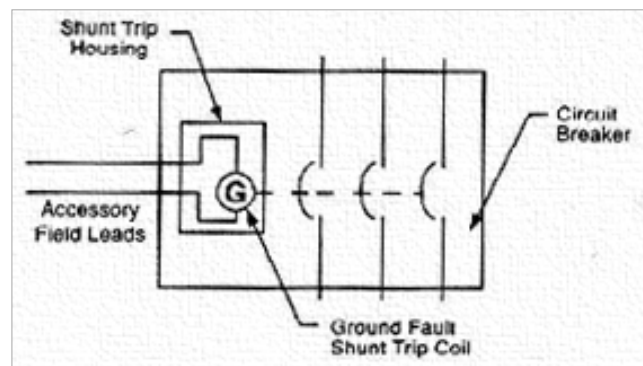 Shunt Trip
Housing
Circuit
Breaker
G
Accessory
Field Leads
Ground Fault
Shunt Trip Coil